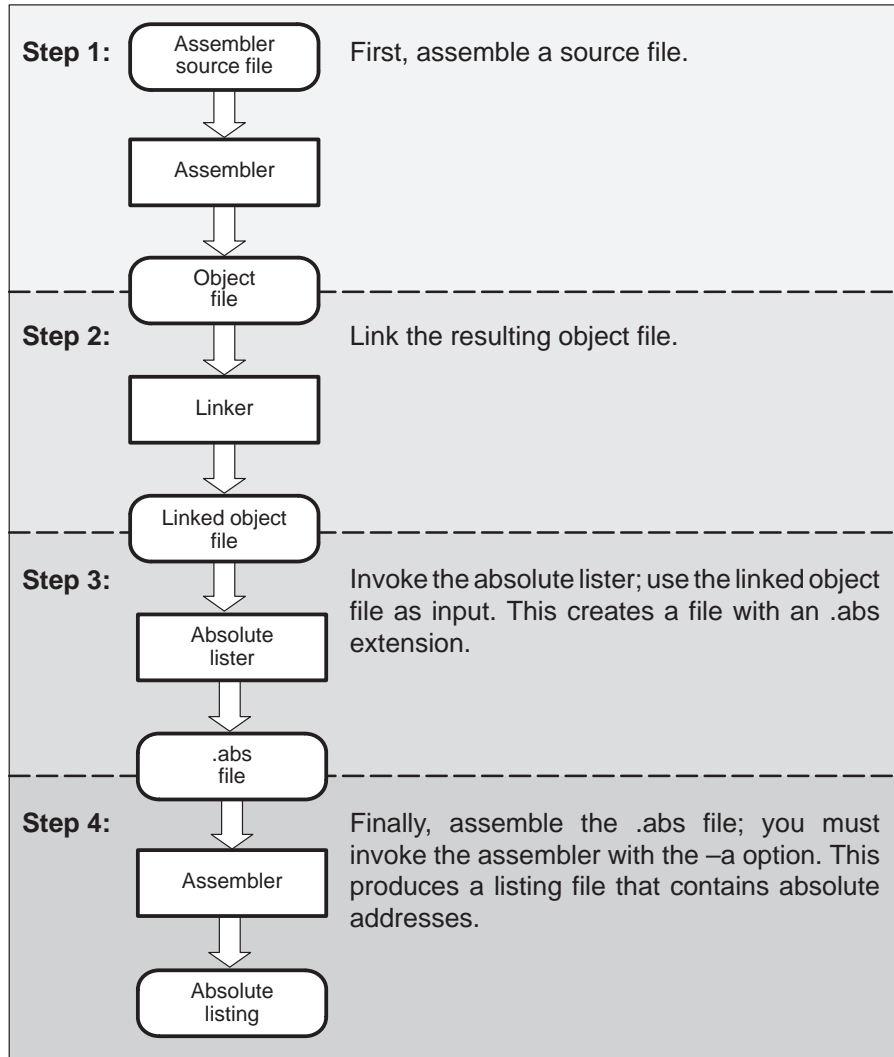 Step 1:
Assembler
source file
First, assemble a source file.
Assembler
Object
file
Step 2:
Link the resulting object file.
Linker
Linked object
file
Step 3:
Invoke the absolute lister; use the linked object
file as input. This creates a file with an .abs
extension.
Absolute
lister
.abs
file
Step 4:
Finally, assemble the .abs file; you must
invoke the assembler with the –a option. This
produces a listing file that contains absolute
addresses.
Assembler
Absolute
listing